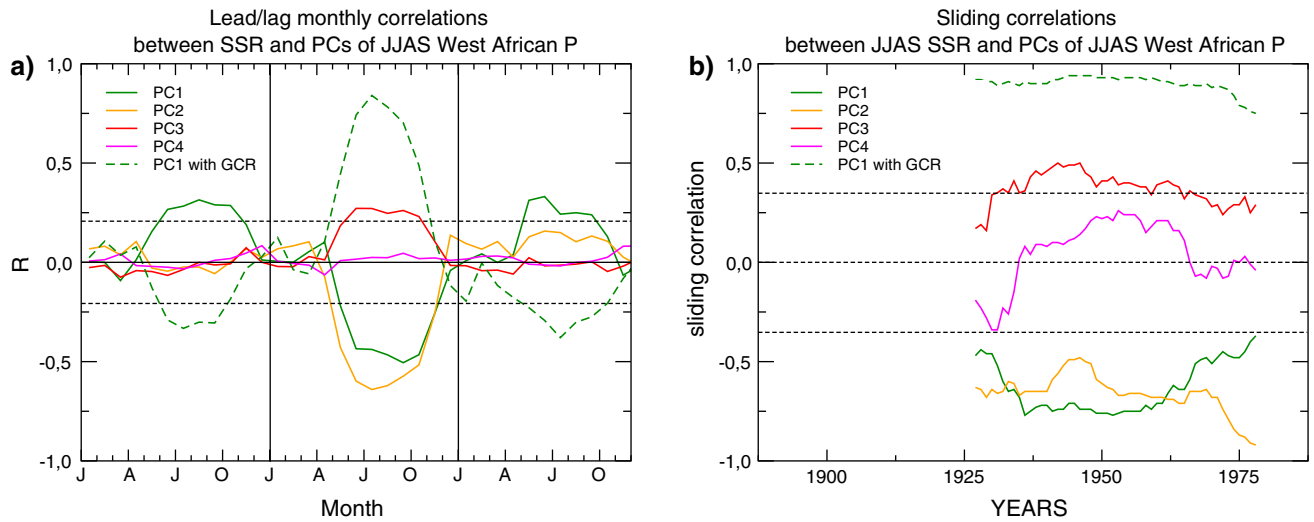 Lead/lag monthly correlations
between SSR and PCs of JJAS West African P
a)
1,0
0,5
0,0
-0,5
-1,0
R
PC1
PC2
PC3
PC4
PC1 with GCR
J A J O J A J O J A J O
Month
Sliding correlations
between JJAS SSR and PCs of JJAS West African P
b)
1,0
0,5
0,0
-0,5
-1,0
sliding correlation
PC1
PC2
PC3
PC4
PC1 with GCR
1900 1925 1950 1975
YEARS